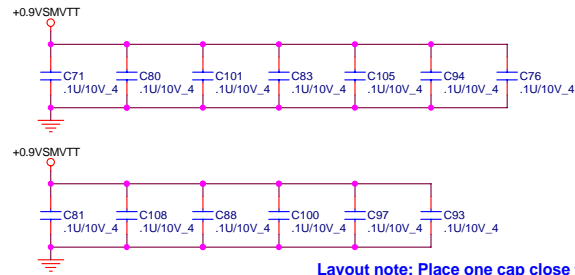 +0.9VSMVTT
C71 C80 C101 C83 C105 C94 C76
.1U/10V_4 .1U/10V_4 .1U/10V_4 .1U/10V_4 .1U/10V_4 .1U/10V_4 .1U/10V_4
+0.9VSMVTT
C81 C108 C88 C100 C97 C93
.1U/10V_4 .1U/10V_4 .1U/10V_4 .1U/10V_4 .1U/10V_4 .1U/10V_4
Layout note: Place one cap close